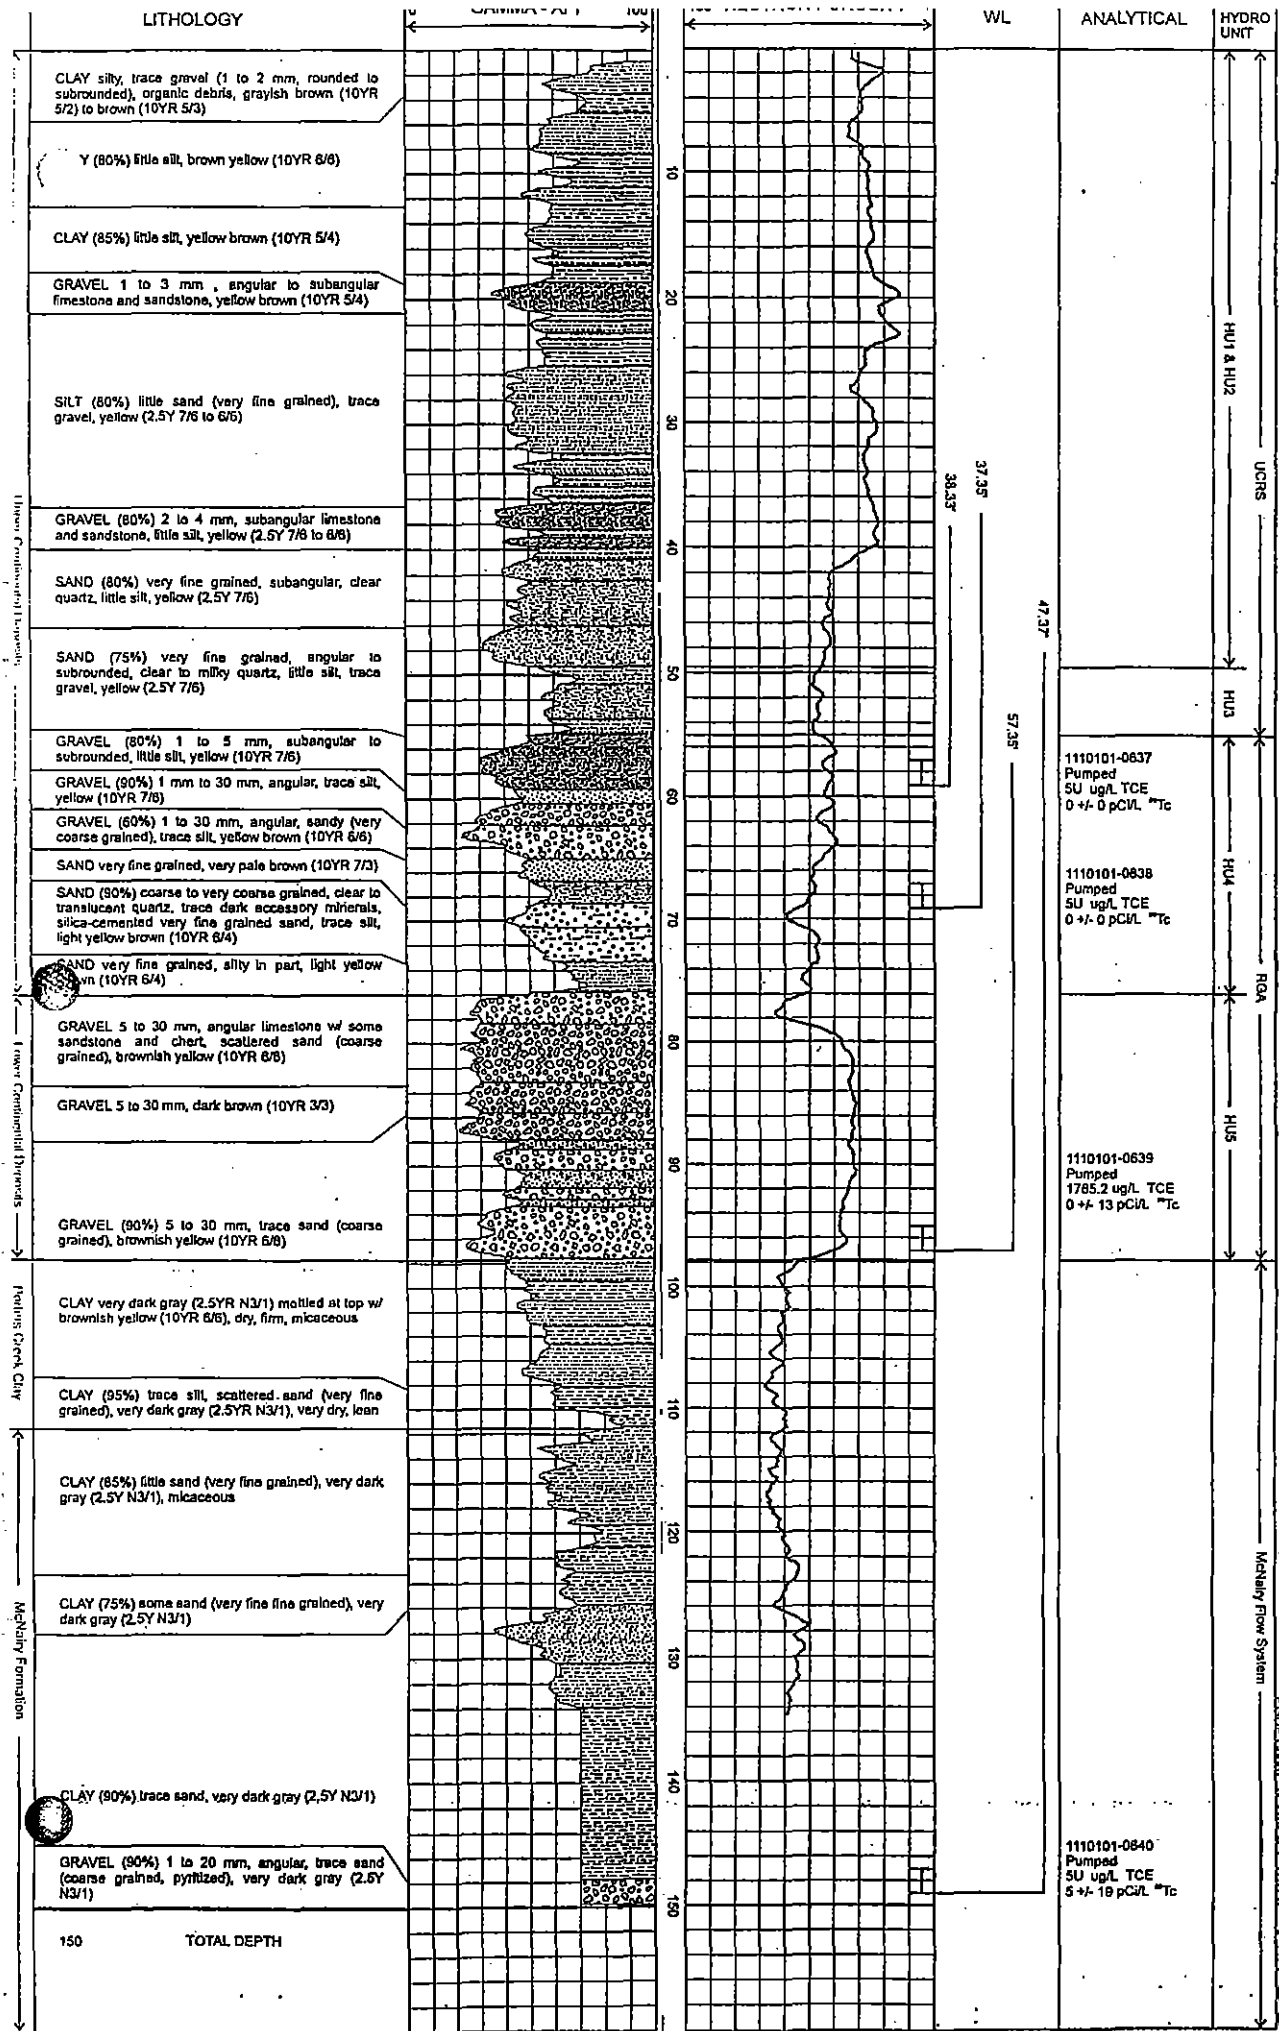 LITHOLOGY
GAMMA - API
100
WL
ANALYTICAL
HYDRO
UNIT
CLAY silty, trace gravel (1 to 2 mm, rounded to
subrounded), organic debris, grayish brown (10YR
5/2) to brown (10YR 5/3)
Y (80%) little silt, brown yellow (10YR 6/6)
CLAY (85%) little silt, yellow brown (10YR 5/4)
GRAVEL 1 to 3 mm , angular to subangular
limestone and sandstone, yellow brown (10YR 5/4)
SILT (80%) little sand (very fine grained), trace
gravel, yellow (2.5Y 7/6 to 6/6)
GRAVEL (80%) 2 to 4 mm, subangular limestone
and sandstone, little silt, yellow (2.5Y 7/6 to 6/6)
SAND (80%) very fine grained, subangular, clear
quartz, little silt, yellow (2.5Y 7/6)
SAND (75%) very fine grained, angular to
subrounded, clear to milky quartz, little silt, trace
gravel, yellow (2.5Y 7/6)
GRAVEL (80%) 1 to 5 mm, subangular to
subrounded, little silt, yellow (10YR 7/6)
GRAVEL (90%) 1 mm to 30 mm, angular, trace silt,
yellow (10YR 7/6)
GRAVEL (60%) 1 to 30 mm, angular, sandy (very
coarse grained), trace silt, yellow brown (10YR 6/6)
SAND very fine grained, very pale brown (10YR 7/3)
SAND (90%) coarse to very coarse grained, clear to
translucent quartz, trace dark accessory minerals,
silica-cemented very fine grained sand, trace silt,
light yellow brown (10YR 6/4)
SAND very fine grained, silty in part, light yellow
wn (10YR 6/4)
GRAVEL 5 to 30 mm, angular limestone w/ some
sandstone and chert, scattered sand (coarse
grained), brownish yellow (10YR 6/8)
GRAVEL 5 to 30 mm, dark brown (10YR 3/3)
GRAVEL (90%) 5 to 30 mm, trace sand (coarse
grained), brownish yellow (10YR 6/8)
CLAY very dark gray (2.5YR N3/1) mottled at top w/
brownish yellow (10YR 6/6), dry, firm, micaceous
CLAY (95%) trace silt, scattered sand (very fine
grained), very dark gray (2.5YR N3/1), very dry, lean
CLAY (85%) little sand (very fine grained), very dark
gray (2.5Y N3/1), micaceous
CLAY (75%) some sand (very fine fine grained), very
dark gray (2.5Y N3/1)
CLAY (90%) trace sand, very dark gray (2.5Y N3/1)
GRAVEL (90%) 1 to 20 mm, angular, trace sand
(coarse grained, pyritized), very dark gray (2.5Y
N3/1)
150 TOTAL DEPTH
Upper Continental Deposits
Lower Continental Deposits
Porters Creek Clay
McNairy Formation
10
20
30
40
50
60
70
80
90
100
110
120
130
140
150
38.33'
37.35'
57.35'
47.37'
1110101-0637
Pumped
5U ug/L TCE
0 +/- 0 pCi/L ⁹⁹Tc
1110101-0638
Pumped
5U ug/L TCE
0 +/- 0 pCi/L ⁹⁹Tc
1110101-0639
Pumped
1785.2 ug/L TCE
0 +/- 13 pCi/L ⁹⁹Tc
1110101-0640
Pumped
5U ug/L TCE
5 +/- 19 pCi/L ⁹⁹Tc
HU1 & HU2
HU3
HU4
HU5
UCRS
RGA
McNairy Flow System